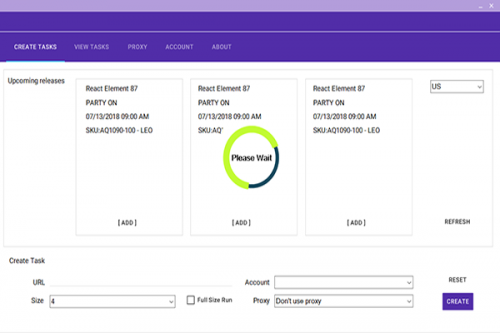 CREATE TASKS VIEW TASKS PROXY ACCOUNT ABOUT
Upcoming releases
React Element 87
PARTY ON
07/13/2018 09:00 AM
SKU:AQ1090-100 - LEO
[ ADD ]
React Element 87
PARTY ON
07/13/2018 09:00 AM
SKU:AQ'
Please Wait
[ ADD ]
React Element 87
PARTY ON
07/13/2018 09:00 AM
SKU:AQ1090-100 - LEO
[ ADD ]
US
REFRESH
Create Task
URL
Account
RESET
Size 4
Full Size Run
Proxy Don't use proxy
CREATE